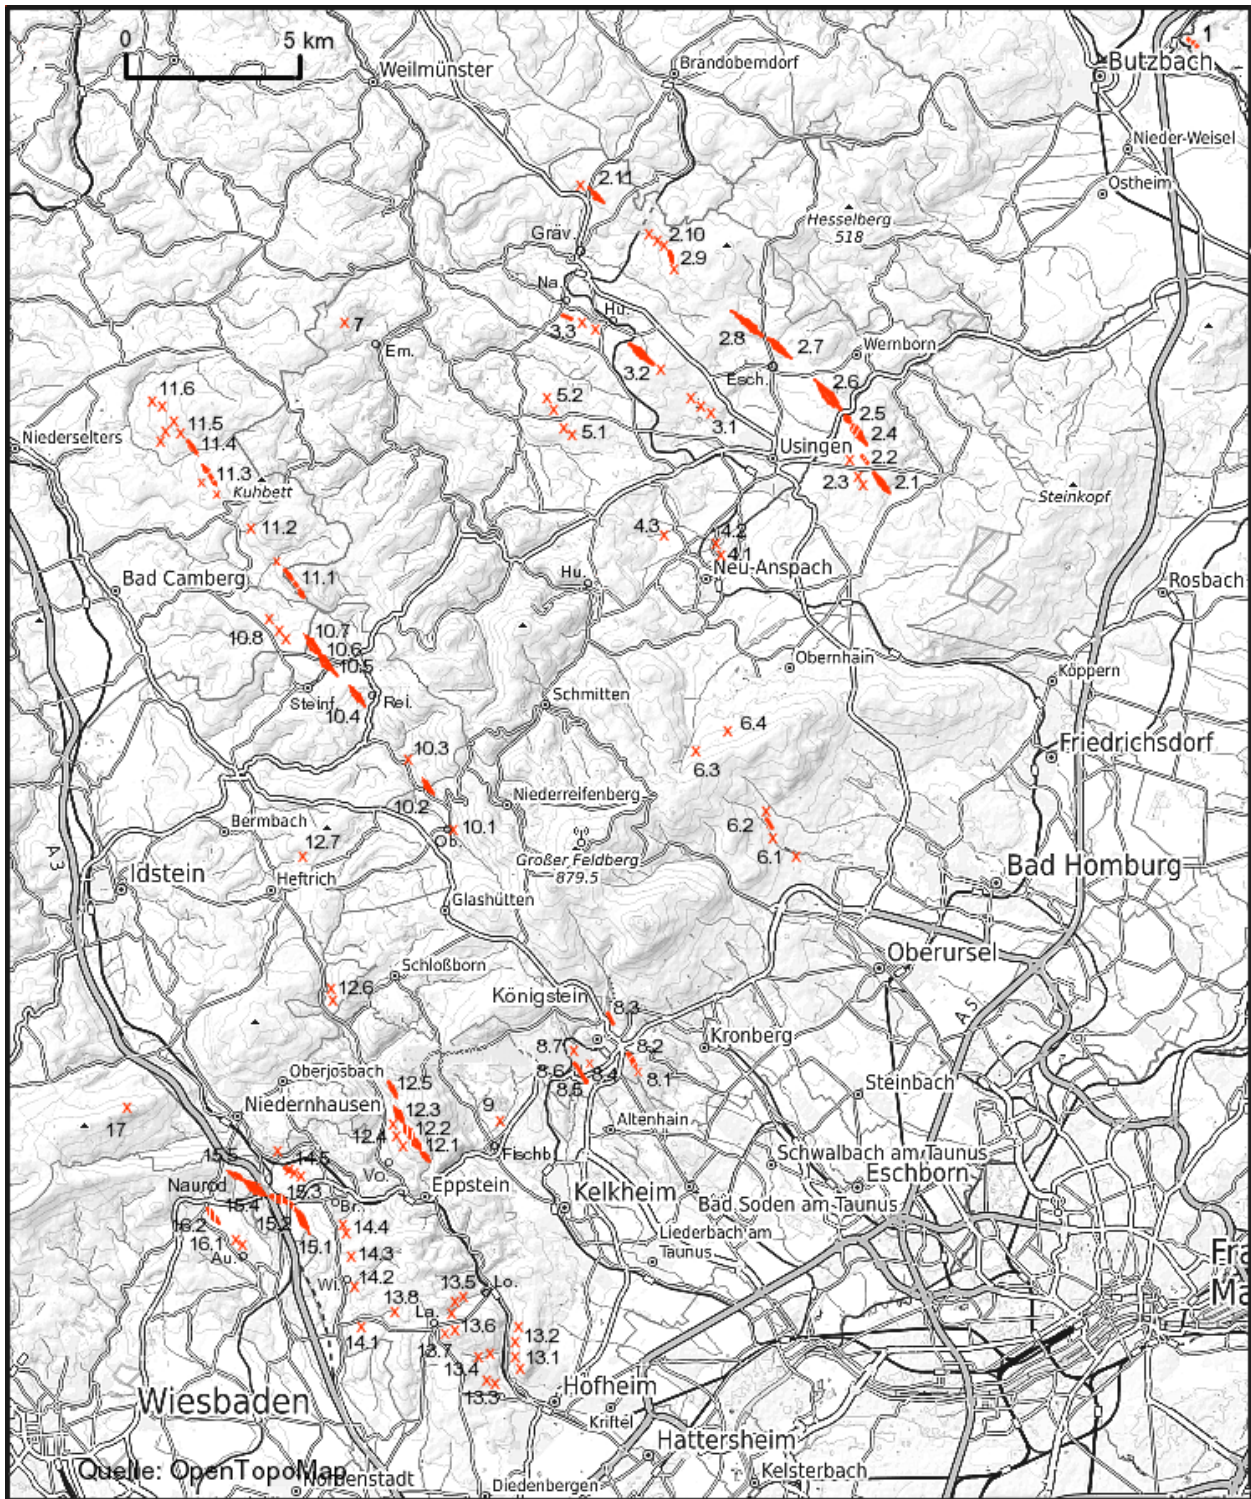 0
5 km
1
Butzbach
Brandoberndorf
Weilmünster
Nieder-Weisel
Ostheim
2.11
Hesselberg
518
Gräv.
2.10
2.9
Na.
Hu.
7
3.3
2.8
2.7
Wernborn
Em.
3.2
Esch.
2.6
11.6
5.2
2.5
11.5
3.1
2.4
5.1
Niederselters
11.4
Usingen
2.2
11.3
2.3
2.1
Kuhbett
Steinkopf
11.2
4.3
4.2
4.1
Neu-Anspach
Bad Camberg
11.1
Hu.
Rosbach
10.8
10.7
10.6
10.5
Obernhain
Köppern
Steinf.
Rei.
Schmitten
10.4
6.4
Friedrichsdorf
10.3
6.3
10.2
Niederreifenberg
Bermbach
10.1
6.2
Ob.
A 3
12.7
Großer Feldberg
879.5
6.1
Bad Homburg
Idstein
Heftrich
Glashütten
Oberursel
Schloßborn
12.6
Königstein
8.3
A 5
Kronberg
8.7
8.2
8.6
8.4
8.1
Oberjosbach
12.5
8.5
Steinbach
Niedernhausen
12.3
9
17
12.2
Altenhain
12.4
12.1
15.5
14.5
Fischb.
Schwalbach am Taunus
Naurod
Vo.
Eschborn
15.3
Eppstein
Kelkheim
15.4
Br.
Bad Soden am Taunus
16.2
15.2
14.4
Liederbach am
Taunus
16.1
15.1
14.3
Au.
Fra
Wi.
14.2
13.5
Lo.
Ma
13.8
La.
14.1
13.6
13.2
13.7
13.1
13.4
Wiesbaden
13.3
Hofheim
Kriftel
Hattersheim
Quelle: OpenTopoMap
Kelsterbach
Diedenbergen